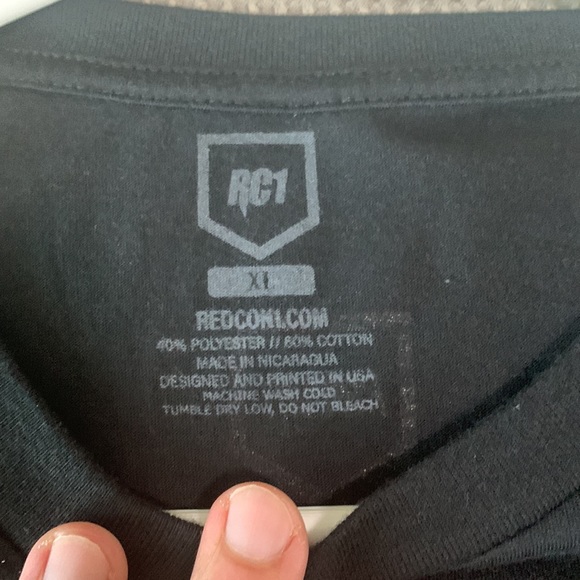 RC1
XL
REDCON1.COM
40% POLYESTER // 60% COTTON
MADE IN NICARAGUA
DESIGNED AND PRINTED IN USA
MACHINE WASH COLD
TUMBLE DRY LOW, DO NOT BLEACH